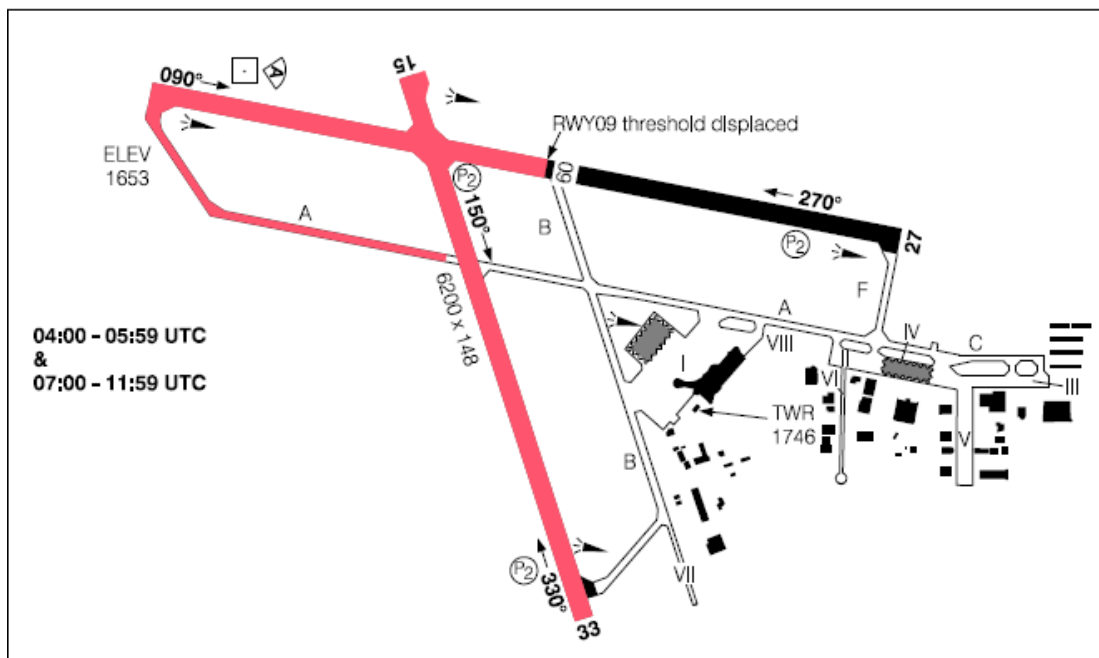 090°
A
15
RWY09 threshold displaced
ELEV
1653
P2
09
270°
150°
A
B
P2
27
6200 x 148
F
A
IV
C
04:00 - 05:59 UTC
&
07:00 - 11:59 UTC
VIII
I
VI
III
TWR
1746
B
V
P2
330°
VII
33